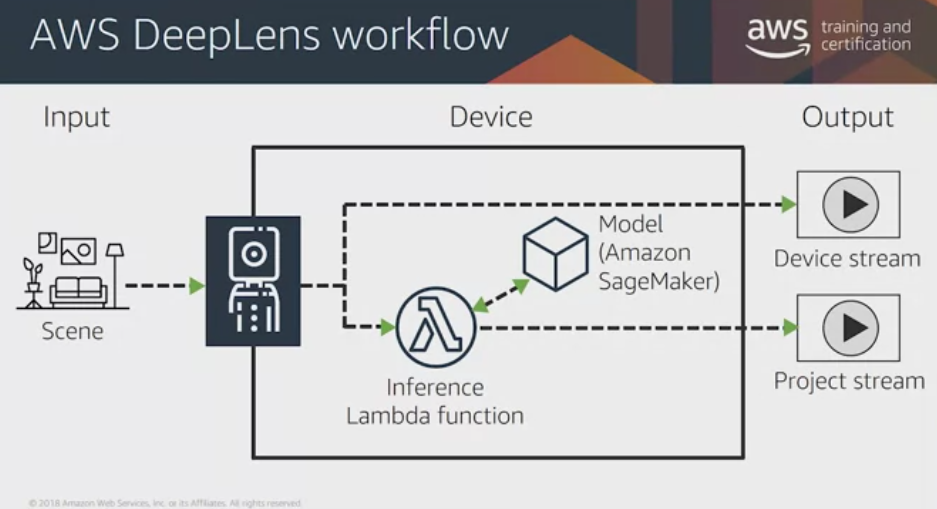 AWS DeepLens workflow
aws training and
certification
Input
Device
Output
Model
(Amazon
SageMaker)
Device stream
Scene
Inference
Lambda function
Project stream
© 2018 Amazon Web Services, Inc. or its Affiliates. All rights reserved.